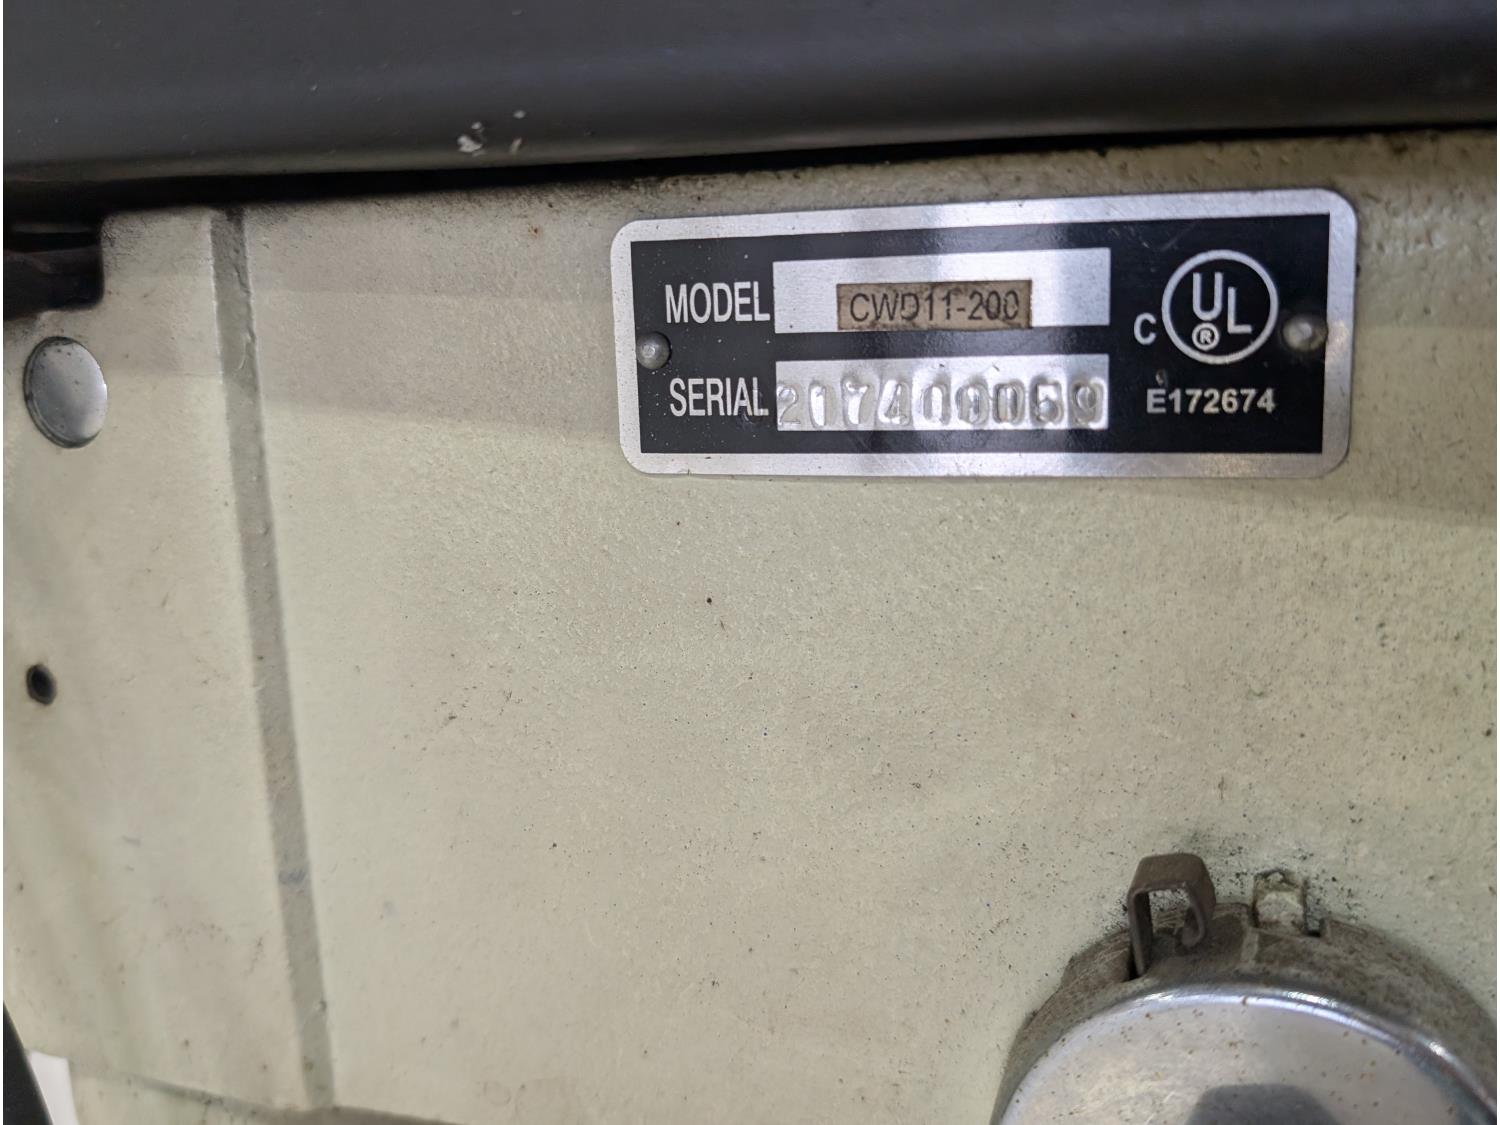 MODEL CWD11-200
SERIAL 217400059
C UL ®
E172674